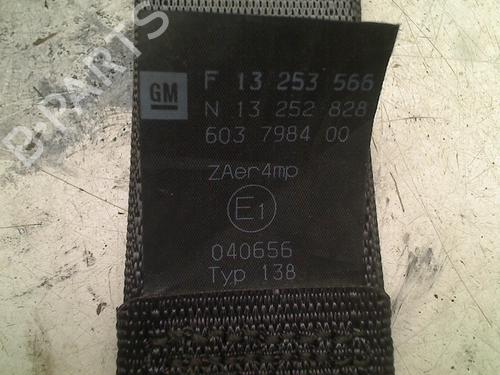 B-PARTS
GM
F 13 253 566
N 13 252 828
603 7984 00
ZAer4mp
E1
040656
Typ 138